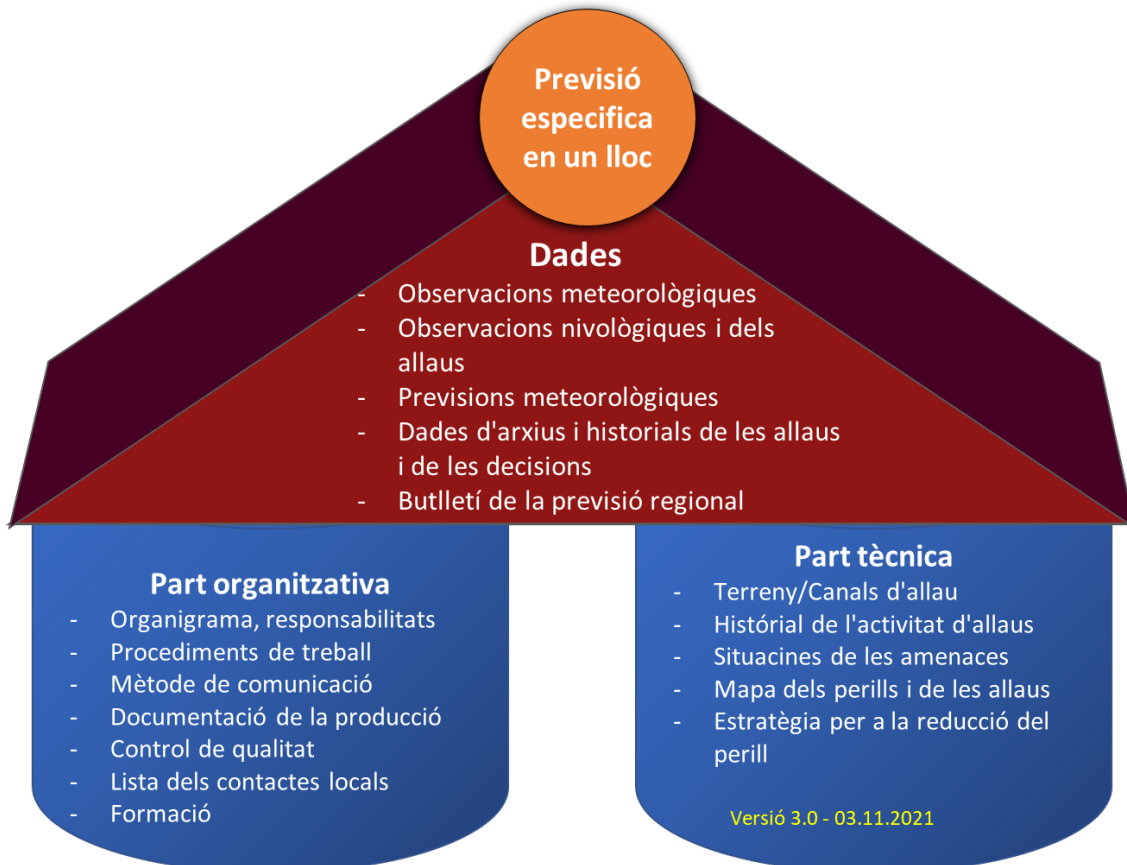 Previsió
especifica
en un lloc
Dades
- Observacions meteorològiques
- Observacions nivològiques i dels
allaus
- Previsions meteorològiques
- Dades d'arxius i historials de les allaus
i de les decisions
- Butlletí de la previsió regional
Part organitzativa
- Organigrama, responsabilitats
- Procediments de treball
- Mètode de comunicació
- Documentació de la producció
- Control de qualitat
- Lista dels contactes locals
- Formació
Part tècnica
- Terreny/Canals d'allau
- Histórial de l'activitat d'allaus
- Situacines de les amenaces
- Mapa dels perills i de les allaus
- Estratègia per a la reducció del
perill
Versió 3.0 - 03.11.2021